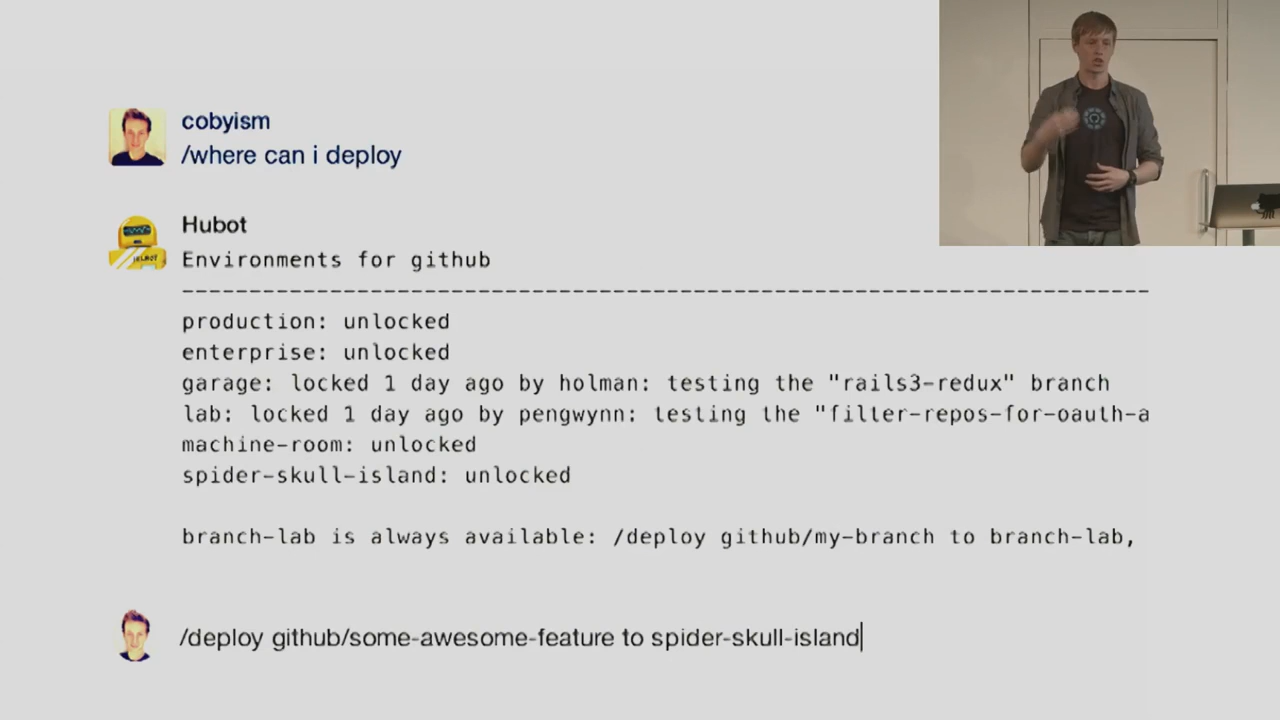 cobyism
/where can i deploy
Hubot
Environments for github
------------------------------------------------------------------------
production: unlocked
enterprise: unlocked
garage: locked 1 day ago by holman: testing the "rails3-redux" branch
lab: locked 1 day ago by pengwynn: testing the "filter-repos-for-oauth-a
machine-room: unlocked
spider-skull-island: unlocked
branch-lab is always available: /deploy github/my-branch to branch-lab,
/deploy github/some-awesome-feature to spider-skull-island